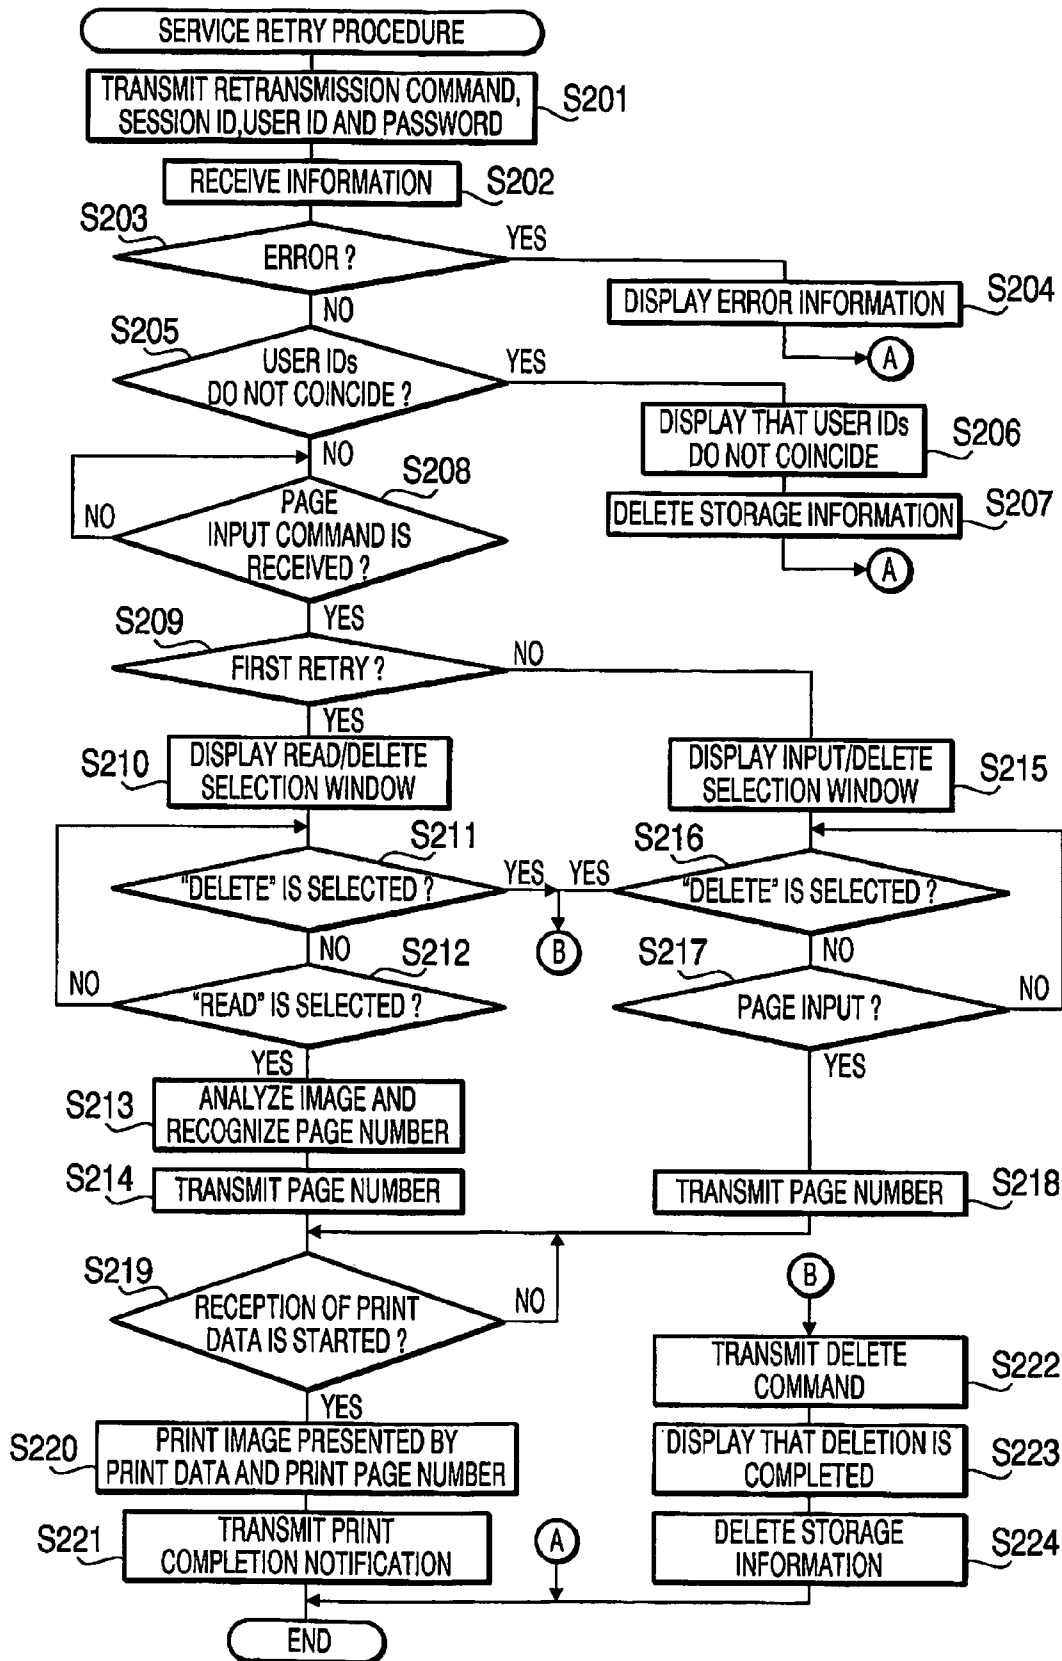 SERVICE RETRY PROCEDURE
TRANSMIT RETRANSMISSION COMMAND,
SESSION ID,USER ID AND PASSWORD
S201
RECEIVE INFORMATION
S202
S203
ERROR ?
YES
NO
DISPLAY ERROR INFORMATION
S204
A
S205
USER IDs
DO NOT COINCIDE ?
YES
NO
DISPLAY THAT USER IDs
DO NOT COINCIDE
S206
DELETE STORAGE INFORMATION
S207
A
S208
PAGE
INPUT COMMAND IS
RECEIVED ?
NO
YES
S209
FIRST RETRY ?
NO
YES
S210
DISPLAY READ/DELETE
SELECTION WINDOW
DISPLAY INPUT/DELETE
SELECTION WINDOW
S215
S211
"DELETE" IS SELECTED ?
YES
NO
B
S216
YES
"DELETE" IS SELECTED ?
NO
S212
NO
"READ" IS SELECTED ?
YES
S217
PAGE INPUT ?
NO
YES
S213
ANALYZE IMAGE AND
RECOGNIZE PAGE NUMBER
S214
TRANSMIT PAGE NUMBER
TRANSMIT PAGE NUMBER
S218
S219
RECEPTION OF PRINT
DATA IS STARTED ?
NO
YES
B
TRANSMIT DELETE
COMMAND
S222
S220
PRINT IMAGE PRESENTED BY
PRINT DATA AND PRINT PAGE NUMBER
DISPLAY THAT DELETION IS
COMPLETED
S223
S221
TRANSMIT PRINT
COMPLETION NOTIFICATION
A
DELETE STORAGE
INFORMATION
S224
END